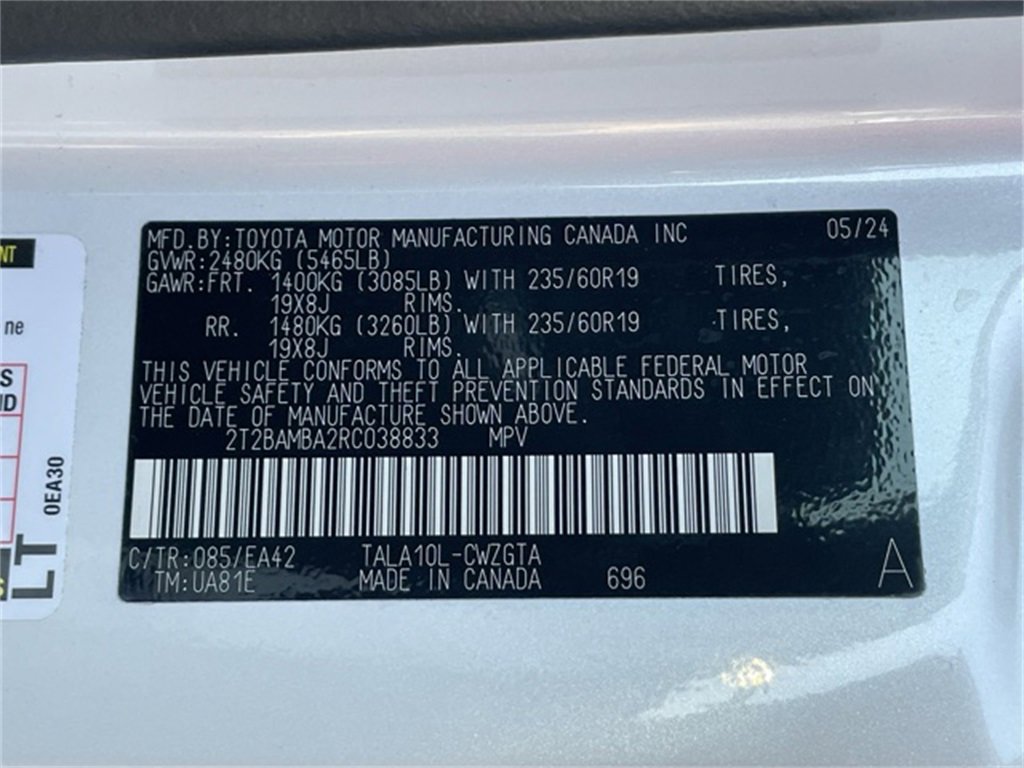 MFD.BY:TOYOTA MOTOR MANUFACTURING CANADA INC 05/24
GVWR:2480KG (5465LB)
GAWR:FRT. 1400KG (3085LB) WITH 235/60R19 TIRES,
19X8J RIMS.
RR. 1480KG (3260LB) WITH 235/60R19 TIRES,
19X8J RIMS.
THIS VEHICLE CONFORMS TO ALL APPLICABLE FEDERAL MOTOR
VEHICLE SAFETY AND THEFT PREVENTION STANDARDS IN EFFECT ON
THE DATE OF MANUFACTURE SHOWN ABOVE.
2T2BAMBA2RC038833 MPV
C/TR:085/EA42 TALA10L-CWZGTA
TM:UA81E MADE IN CANADA 696
A
ne
0EA30
LT